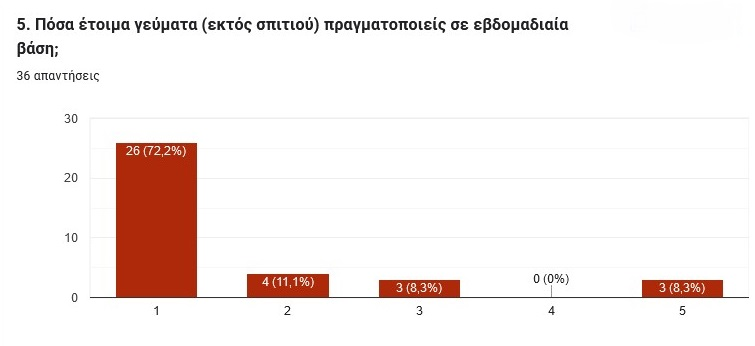 5. Πόσα έτοιμα γεύματα (εκτός σπιτιού) πραγματοποιείς σε εβδομαδιαία
βάση;
36 απαντήσεις
30
20
10
0
26 (72,2%)
4 (11,1%)
3 (8,3%)
0 (0%)
3 (8,3%)
1 2 3 4 5